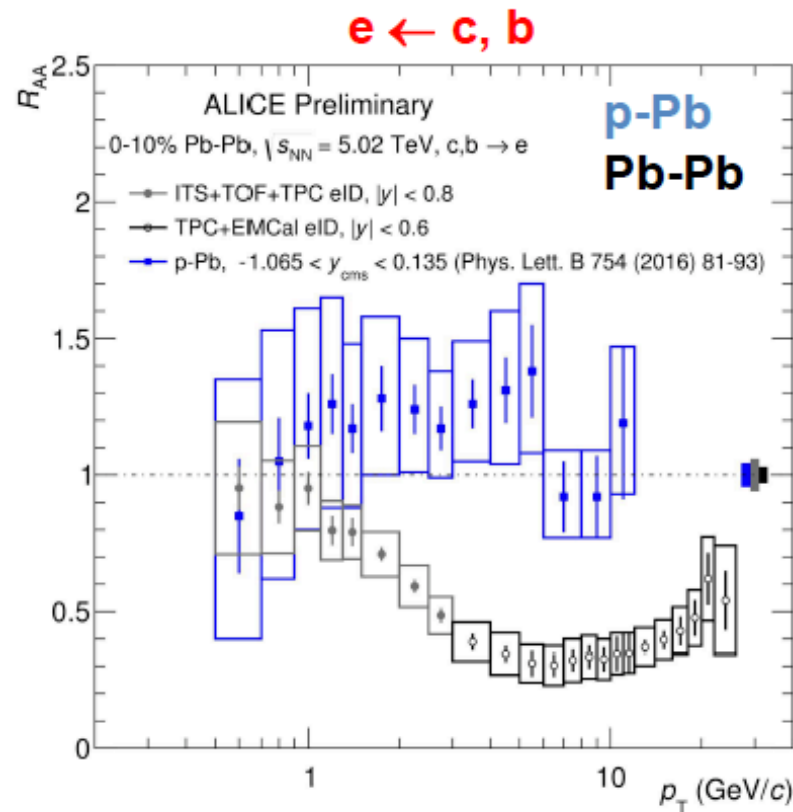 e ← c, b
R_AA
2.5
2
1.5
1
0.5
0
ALICE Preliminary
0-10% Pb-Pb, √s_NN = 5.02 TeV, c,b → e
ITS+TOF+TPC eID, |y| < 0.8
TPC+EMCal eID, |y| < 0.6
p-Pb, -1.065 < y_cms < 0.135 (Phys. Lett. B 754 (2016) 81-93)
p-Pb
Pb-Pb
1
10
p_T (GeV/c)